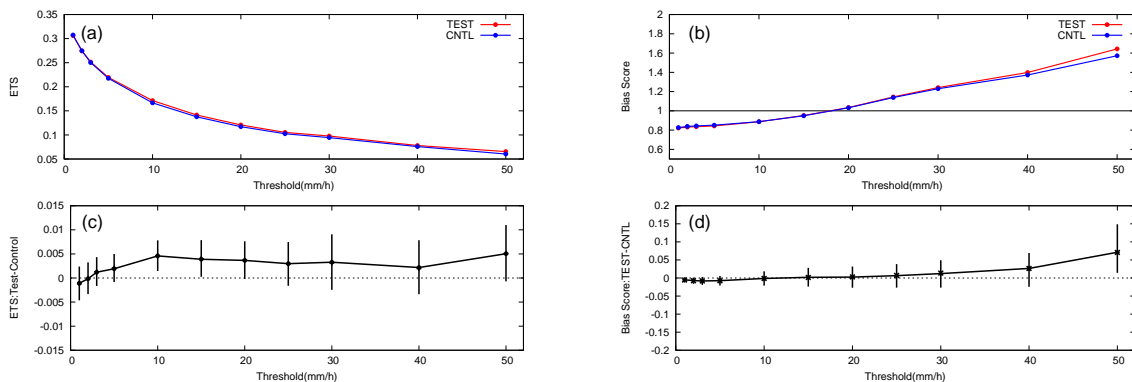 (a)
TEST
CNTL
ETS
0.35
0.3
0.25
0.2
0.15
0.1
0.05
0 10 20 30 40 50
Threshold(mm/h)
(b)
TEST
CNTL
Bias Score
2
1.8
1.6
1.4
1.2
1
0.8
0.6
0 10 20 30 40 50
Threshold(mm/h)
(c)
ETS:Test-Control
0.015
0.01
0.005
0
-0.005
-0.01
-0.015
0 10 20 30 40 50
Threshold(mm/h)
(d)
Bias Score:TEST-CNTL
0.2
0.15
0.1
0.05
0
-0.05
-0.1
-0.15
-0.2
0 10 20 30 40 50
Threshold(mm/h)